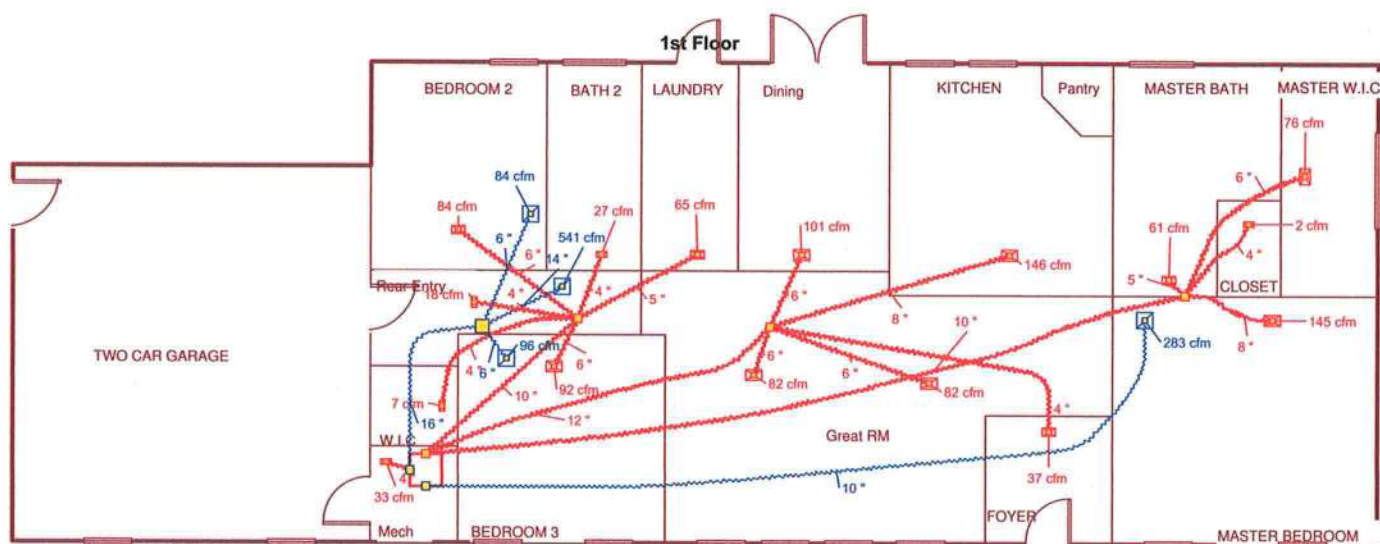 1st Floor
BEDROOM 2
BATH 2
LAUNDRY
Dining
KITCHEN
Pantry
MASTER BATH
MASTER W.I.C
76 cfm
84 cfm
84 cfm
27 cfm
65 cfm
6 "
541 cfm
101 cfm
61 cfm
2 cfm
6 "
6 "
14 "
4 "
146 cfm
5 "
CLOSET
Rear Entry
18 cfm
4 "
4 "
5 "
6 "
8 "
10 "
145 cfm
8 "
TWO CAR GARAGE
96 cfm
4 "
6 "
6 "
6 "
6 "
283 cfm
92 cfm
82 cfm
82 cfm
7 cfm
10 "
12 "
4 "
16 "
W.I.C
Great RM
4 "
33 cfm
10 "
37 cfm
FOYER
Mech
BEDROOM 3
MASTER BEDROOM